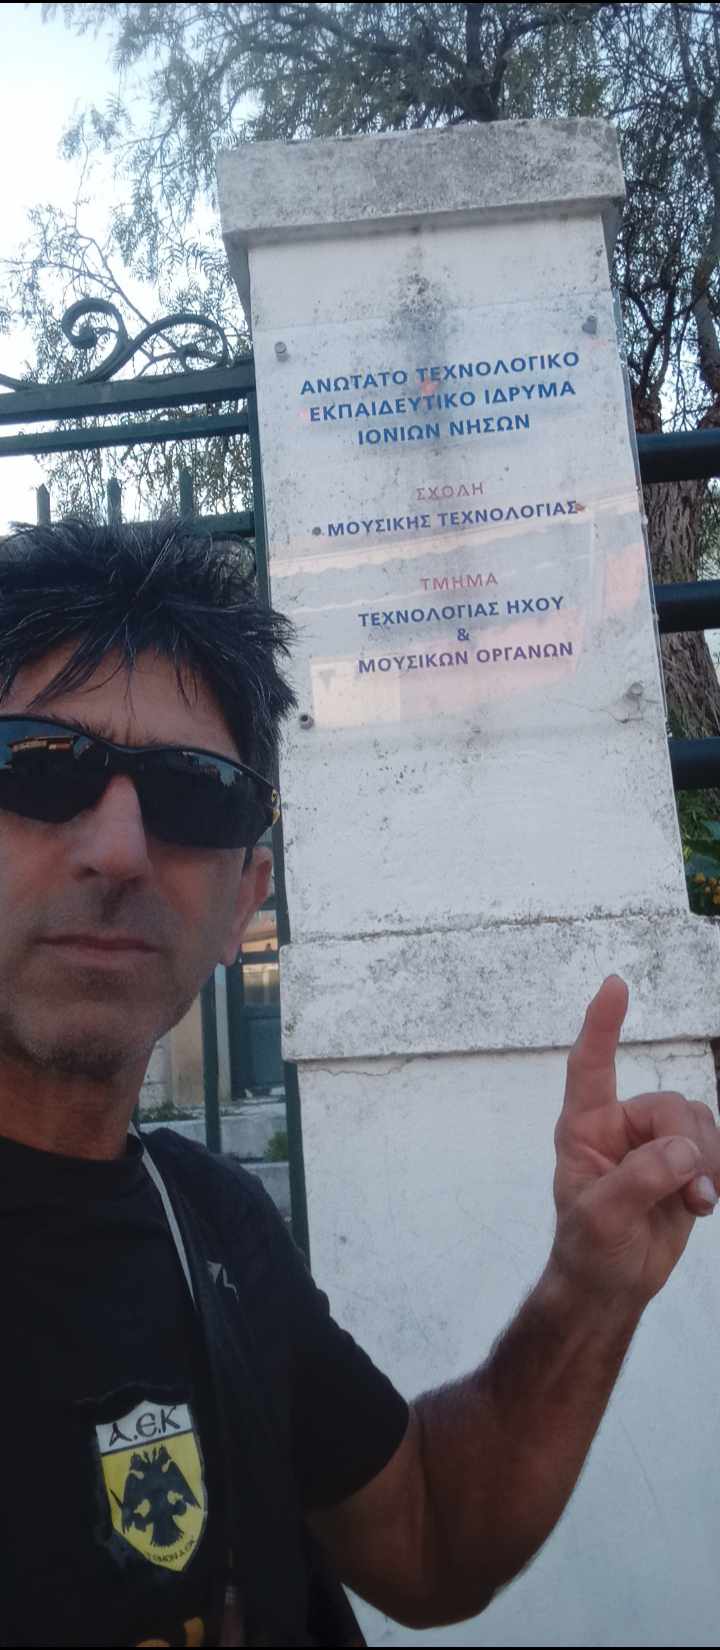 ΑΝΩΤΑΤΟ ΤΕΧΝΟΛΟΓΙΚΟ
ΕΚΠΑΙΔΕΥΤΙΚΟ ΙΔΡΥΜΑ
ΙΟΝΙΩΝ ΝΗΣΩΝ
ΣΧΟΛΗ
ΜΟΥΣΙΚΗΣ ΤΕΧΝΟΛΟΓΙΑΣ
ΤΜΗΜΑ
ΤΕΧΝΟΛΟΓΙΑΣ ΗΧΟΥ
&
ΜΟΥΣΙΚΩΝ ΟΡΓΑΝΩΝ
Α.Ε.Κ